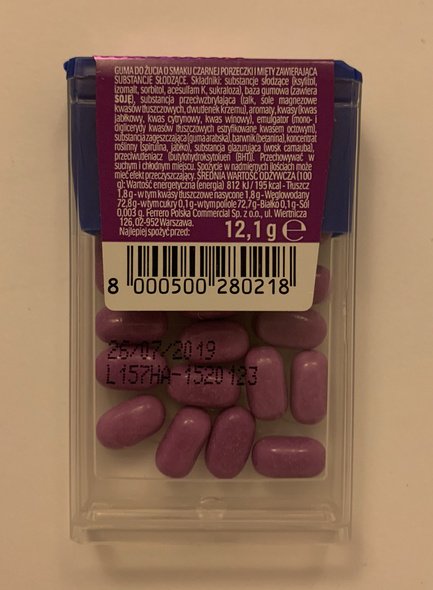 GUMA DO ŻUCIA O SMAKU CZARNEJ PORZECZKI I MIĘTY ZAWIERAJĄCA
SUBSTANCJE SŁODZĄCE. Składniki: substancje słodzące (ksylitol,
izomalt, sorbitol, acesulfam K, sukraloza), baza gumowa (zawiera
SOJĘ), substancja przeciwzbrylająca (talk, sole magnezowe
kwasów tłuszczowych, dwutlenek krzemu), aromaty, kwasy (kwas
jabłkowy, kwas cytrynowy, kwas winowy), emulgator (mono- i
diglicerydy kwasów tłuszczowych estryfikowane kwasem octowym),
substancja zagęszczająca (guma arabska), barwnik (betanina), koncentrat
roślinny (spirulina, jabłko), substancja glazurująca (wosk carnauba),
przeciwutleniacz (butylohydroksytoluen (BHT)). Przechowywać w
suchym i chłodnym miejscu. Spożycie w nadmiernych ilościach może
mieć efekt przeczyszczający. ŚREDNIA WARTOŚĆ ODŻYWCZA (100
g): Wartość energetyczna (energia) 812 kJ / 195 kcal - Tłuszcz
1,8 g - w tym kwasy tłuszczowe nasycone 1,8 g - Węglowodany
72,8 g - w tym cukry 0,1 g - w tym poliole 72,7 g - Białko 0,1 g - Sól
0,003 g. Ferrero Polska Commercial Sp. z o.o., ul. Wiertnicza
126, 02-952 Warszawa.
Najlepiej spożyć przed: 12,1 g e
8 000500 280218
26/07/2019
L157HA-1520123